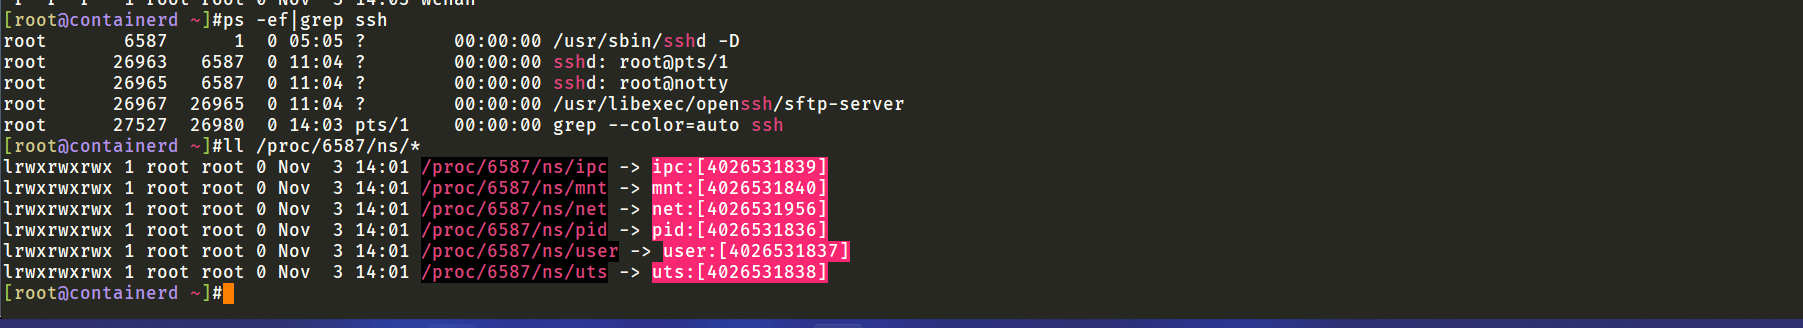 [root@containerd ~]#ps -ef|grep ssh
root       6587      1  0 05:05 ?        00:00:00 /usr/sbin/sshd -D
root      26963   6587  0 11:04 ?        00:00:00 sshd: root@pts/1
root      26965   6587  0 11:04 ?        00:00:00 sshd: root@notty
root      26967  26965  0 11:04 ?        00:00:00 /usr/libexec/openssh/sftp-server
root      27527  26980  0 14:03 pts/1    00:00:00 grep --color=auto ssh
[root@containerd ~]#ll /proc/6587/ns/*
lrwxrwxrwx 1 root root 0 Nov  3 14:01 /proc/6587/ns/ipc -> ipc:[4026531839]
lrwxrwxrwx 1 root root 0 Nov  3 14:01 /proc/6587/ns/mnt -> mnt:[4026531840]
lrwxrwxrwx 1 root root 0 Nov  3 14:01 /proc/6587/ns/net -> net:[4026531956]
lrwxrwxrwx 1 root root 0 Nov  3 14:01 /proc/6587/ns/pid -> pid:[4026531836]
lrwxrwxrwx 1 root root 0 Nov  3 14:01 /proc/6587/ns/user -> user:[4026531837]
lrwxrwxrwx 1 root root 0 Nov  3 14:01 /proc/6587/ns/uts -> uts:[4026531838]
[root@containerd ~]#